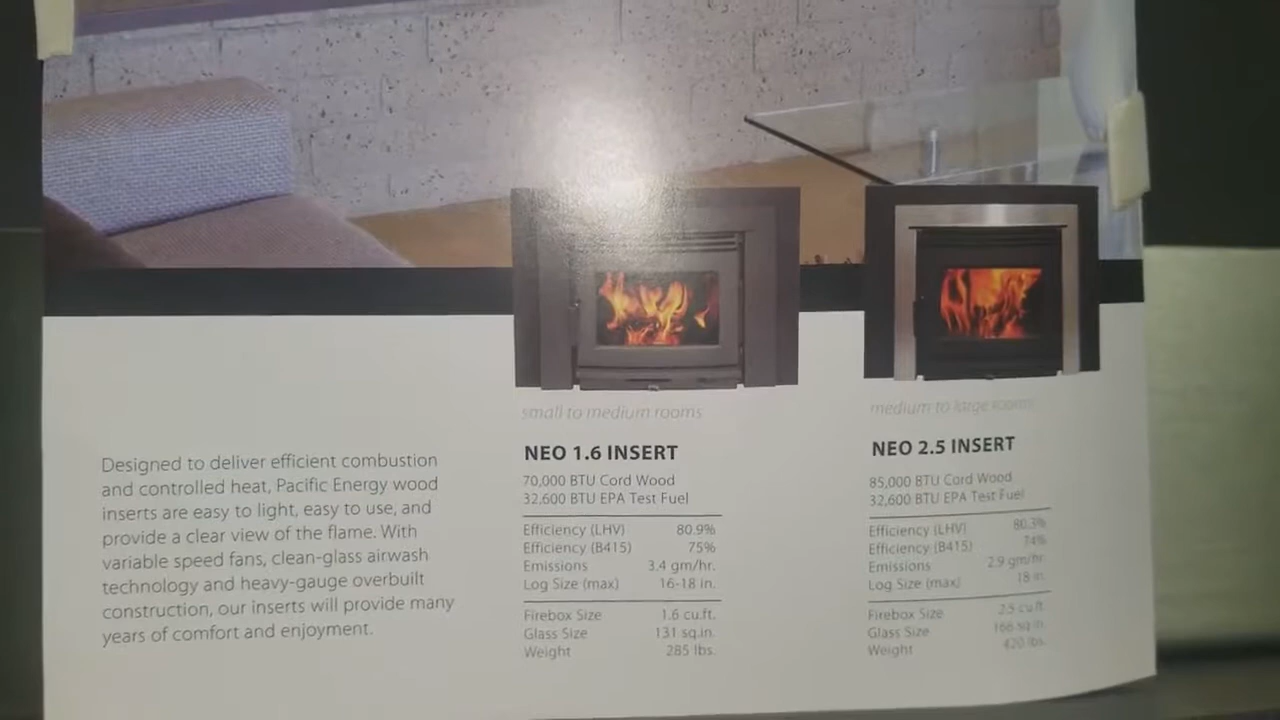 Designed to deliver efficient combustion
and controlled heat, Pacific Energy wood
inserts are easy to light, easy to use, and
provide a clear view of the flame. With
variable speed fans, clean-glass airwash
technology and heavy-gauge overbuilt
construction, our inserts will provide many
years of comfort and enjoyment.
small to medium rooms
NEO 1.6 INSERT
70,000 BTU Cord Wood
32,600 BTU EPA Test Fuel
Efficiency (LHV) 80.9%
Efficiency (B415) 75%
Emissions 3.4 gm/hr.
Log Size (max) 16-18 in.
Firebox Size 1.6 cu.ft.
Glass Size 131 sq.in.
Weight 285 lbs.
medium to large rooms
NEO 2.5 INSERT
85,000 BTU Cord Wood
32,600 BTU EPA Test Fuel
Efficiency (LHV) 80.3%
Efficiency (B415) 74%
Emissions 2.9 gm/hr.
Log Size (max) 18 in.
Firebox Size 2.5 cu.ft.
Glass Size 166 sq.in.
Weight 420 lbs.